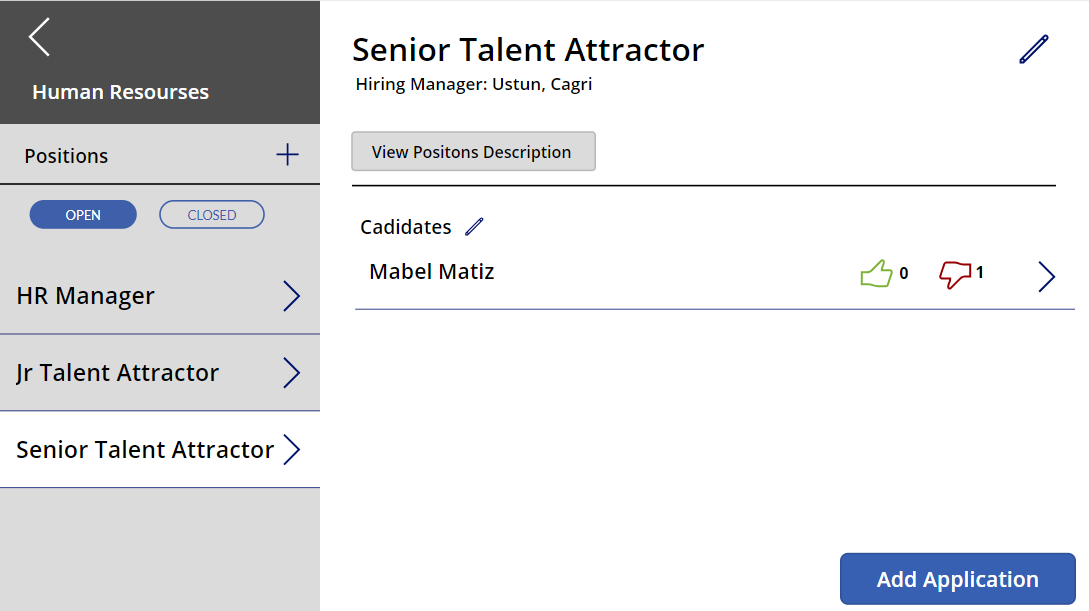 Human Resourses
Positions
OPEN CLOSED
HR Manager
Jr Talent Attractor
Senior Talent Attractor
Senior Talent Attractor
Hiring Manager: Ustun, Cagri
View Positons Description
Cadidates
Mabel Matiz 0 1
Add Application